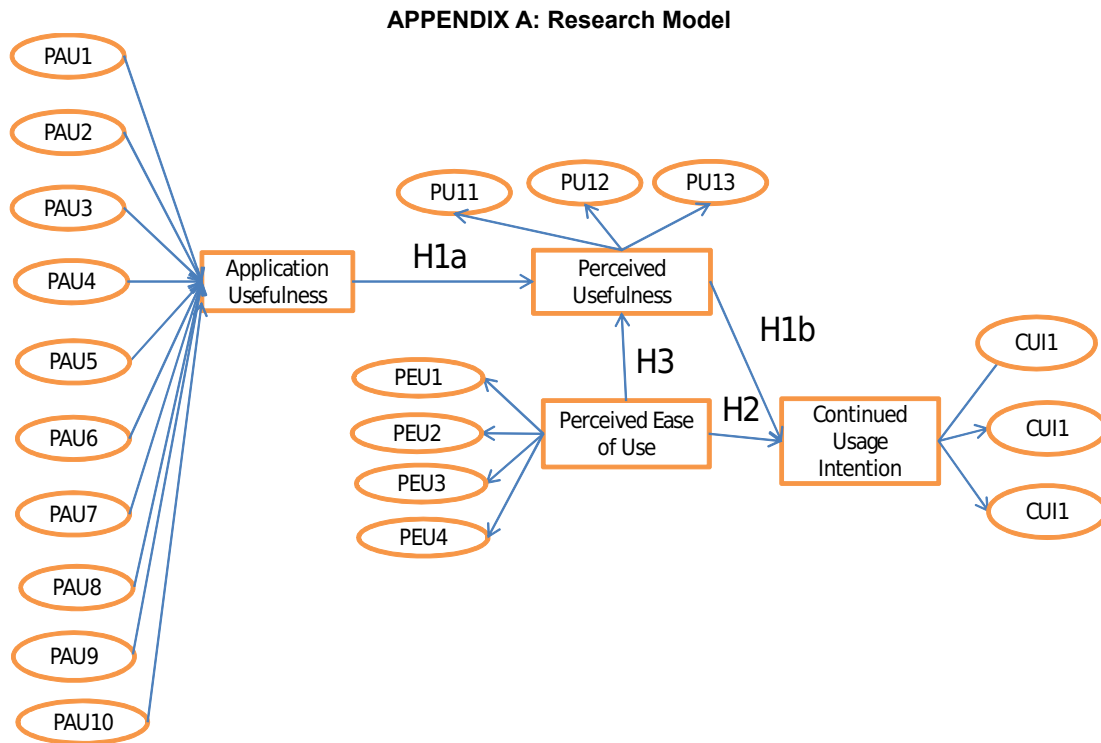 APPENDIX A: Research Model
PAU1
PAU2
PAU3
PAU4
PAU5
PAU6
PAU7
PAU8
PAU9
PAU10
Application
Usefulness
H1a
PU11
PU12
PU13
Perceived
Usefulness
H1b
H3
PEU1
PEU2
PEU3
PEU4
Perceived Ease
of Use
H2
Continued
Usage
Intention
CUI1
CUI1
CUI1